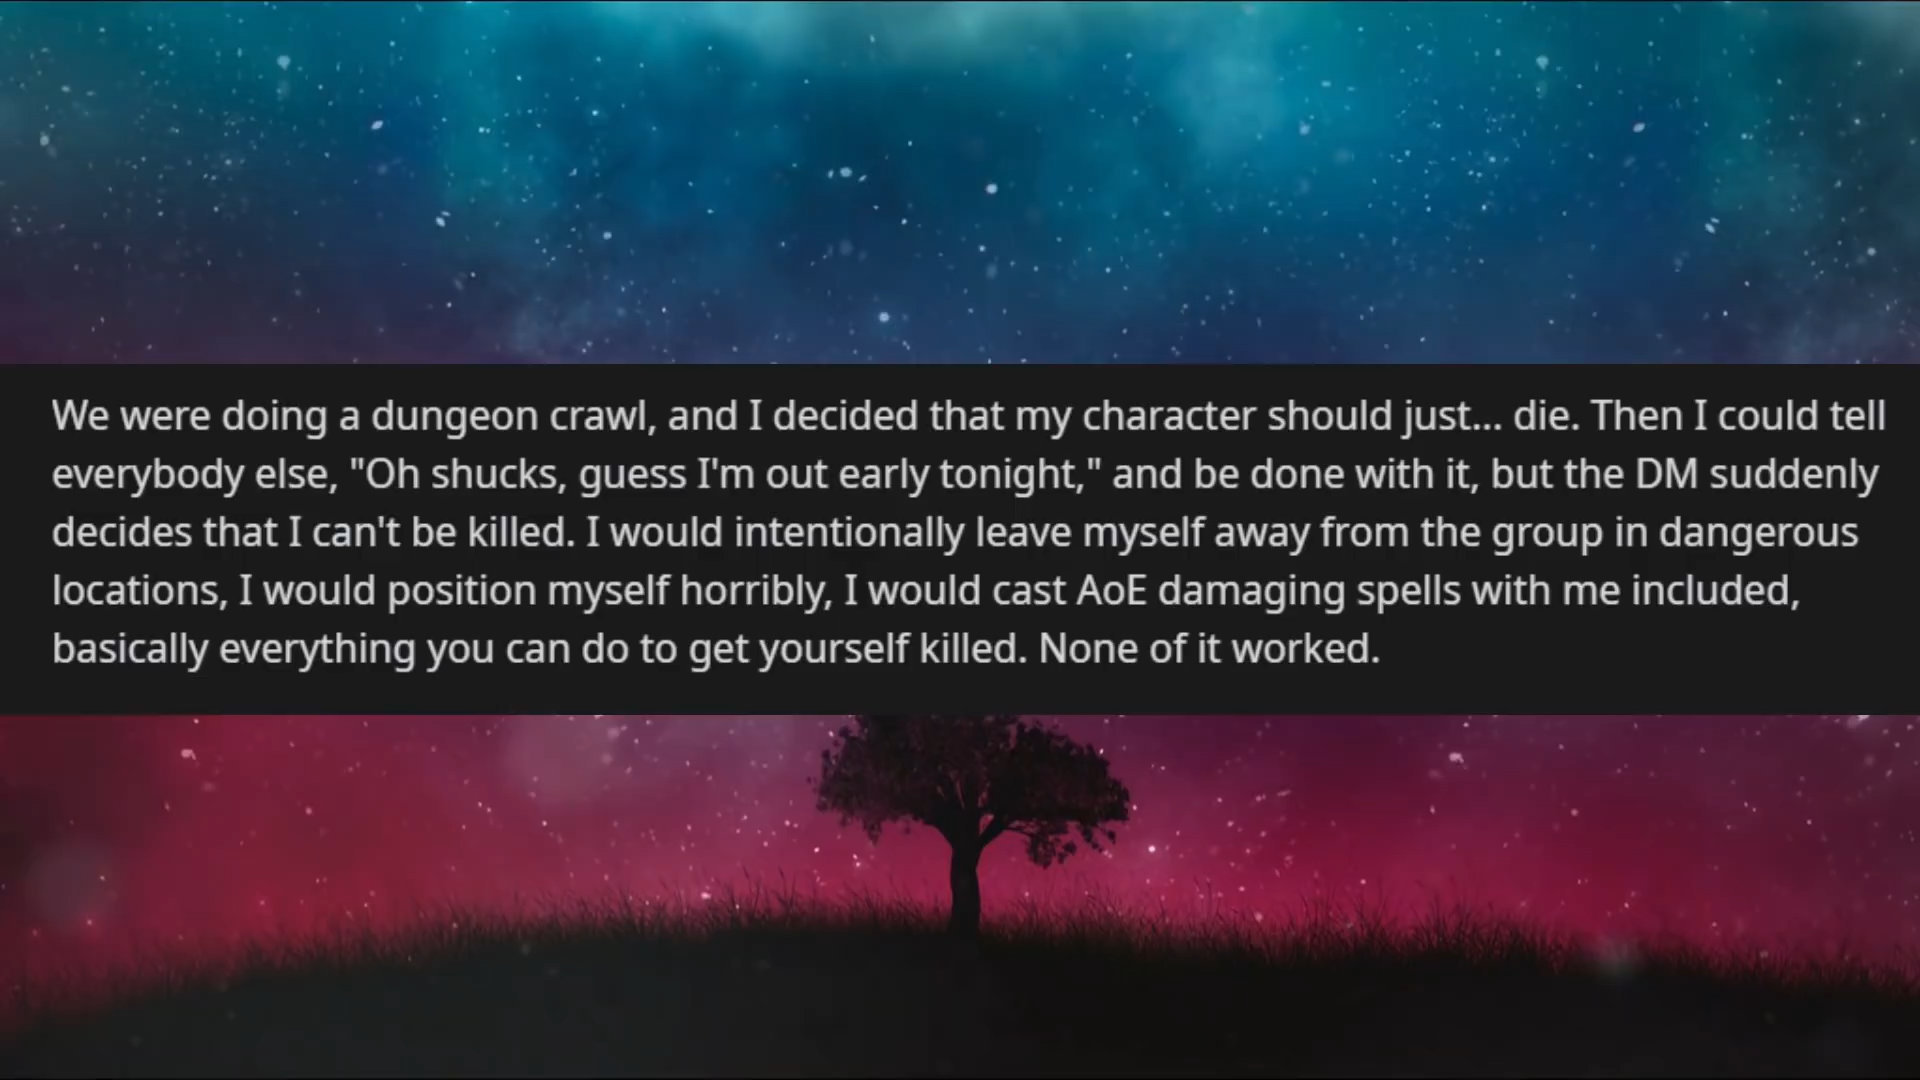 We were doing a dungeon crawl, and I decided that my character should just... die. Then I could tell
everybody else, "Oh shucks, guess I'm out early tonight," and be done with it, but the DM suddenly
decides that I can't be killed. I would intentionally leave myself away from the group in dangerous
locations, I would position myself horribly, I would cast AoE damaging spells with me included,
basically everything you can do to get yourself killed. None of it worked.